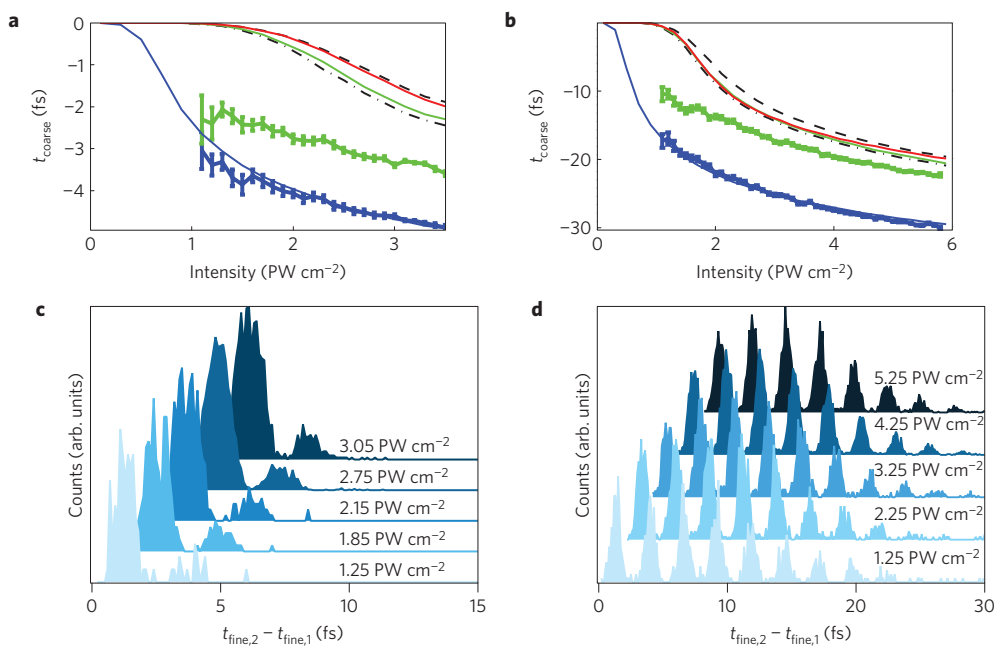 a
0
−1
−2
−3
−4
t_coarse (fs)
0
1
2
3
Intensity (PW cm⁻²)
b
0
−10
−20
−30
t_coarse (fs)
0
2
4
6
Intensity (PW cm⁻²)
c
Counts (arb. units)
3.05 PW cm⁻²
2.75 PW cm⁻²
2.15 PW cm⁻²
1.85 PW cm⁻²
1.25 PW cm⁻²
0
5
10
15
t_fine,2 − t_fine,1 (fs)
d
Counts (arb. units)
5.25 PW cm⁻²
4.25 PW cm⁻²
3.25 PW cm⁻²
2.25 PW cm⁻²
1.25 PW cm⁻²
0
10
20
30
t_fine,2 − t_fine,1 (fs)